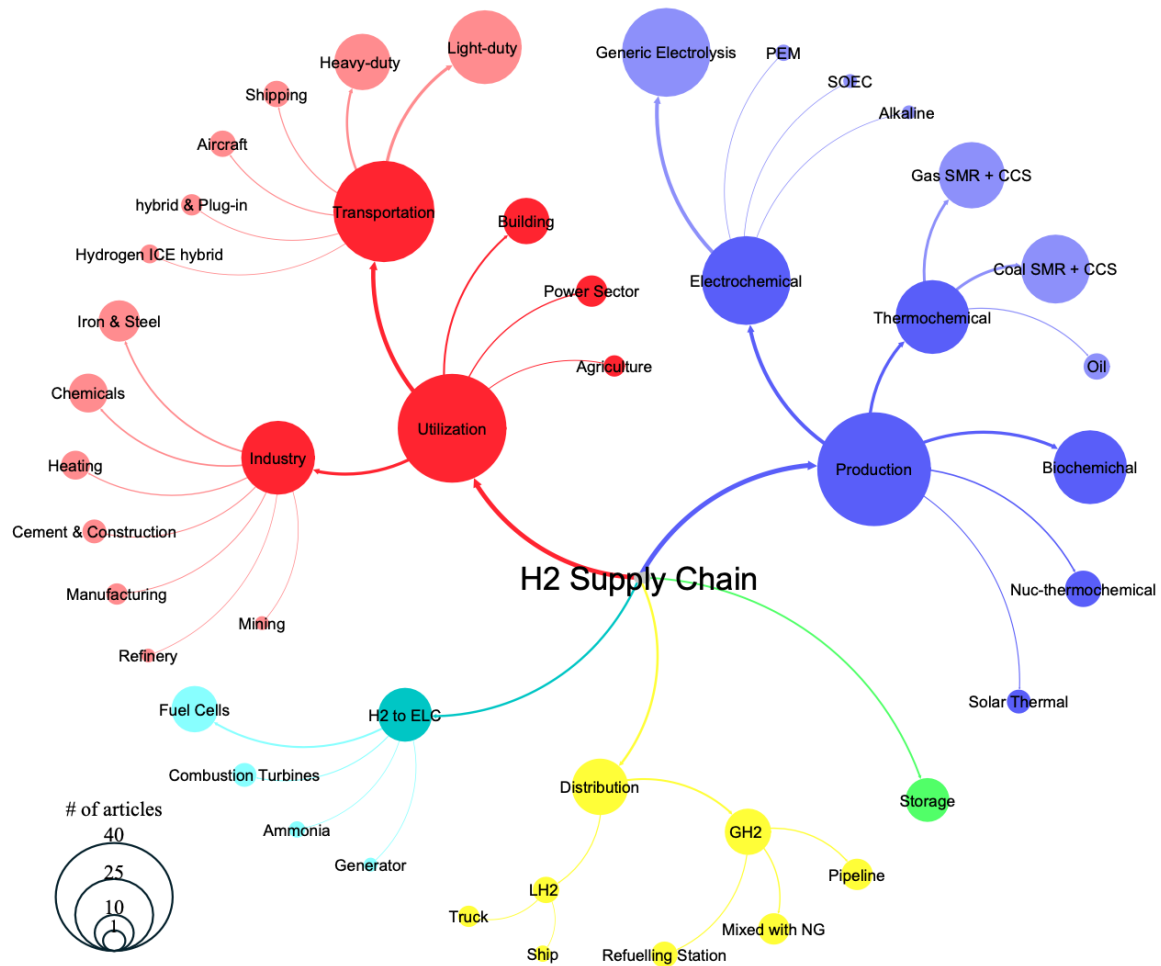 Light-duty
Heavy-duty
Shipping
Aircraft
hybrid & Plug-in
Hydrogen ICE hybrid
Transportation
Building
Power Sector
Agriculture
Iron & Steel
Chemicals
Heating
Cement & Construction
Manufacturing
Refinery
Mining
Industry
Utilization
Generic Electrolysis
PEM
SOEC
Alkaline
Electrochemical
Gas SMR + CCS
Coal SMR + CCS
Thermochemical
Oil
Production
Biochemichal
Nuc-thermochemical
Solar Thermal
H2 Supply Chain
Fuel Cells
H2 to ELC
Combustion Turbines
Ammonia
Generator
Distribution
Storage
GH2
LH2
Pipeline
Truck
Ship
Mixed with NG
Refuelling Station
# of articles
40
25
10
1